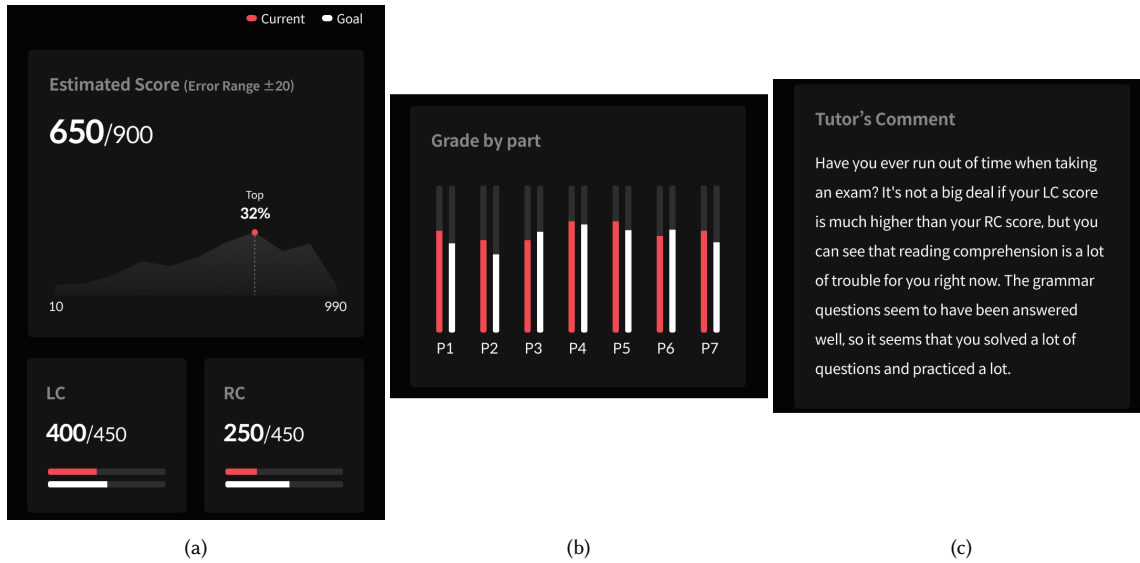 Current Goal
Estimated Score (Error Range ±20)
650/900
Top
32%
10 990
LC
400/450
RC
250/450
(a)
Grade by part
P1 P2 P3 P4 P5 P6 P7
(b)
Tutor's Comment
Have you ever run out of time when taking
an exam? It's not a big deal if your LC score
is much higher than your RC score, but you
can see that reading comprehension is a lot
of trouble for you right now. The grammar
questions seem to have been answered
well, so it seems that you solved a lot of
questions and practiced a lot.
(c)